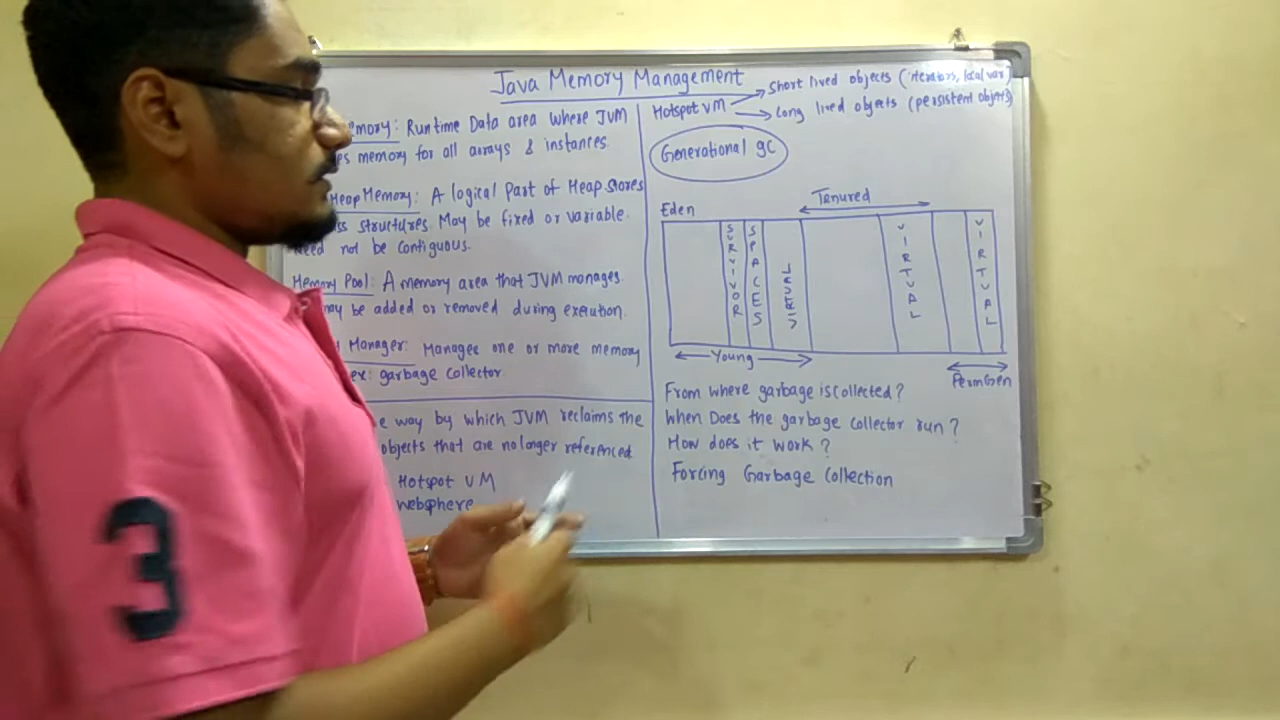 Java Memory Management
emory: Runtime Data area where JVM
es memory for all arrays & instances.
Heap Memory: A logical part of Heap. Stores
ss structures May be fixed or variable.
need not be contiguous.
Memory Pool: A memory area that JVM manages.
may be added or removed during execution.
Manager: Manages one or more memory
ex: garbage collector.
e way by which JVM reclaims the
objects that are no longer referenced
Hotspot VM
Websphere
Hotspot VM
Short lived objects (iterators, local var)
Long lived objects (persistent objects)
Generational gc
Eden
Tenured
SURVIVOR
SPACES
VIRTUAL
VIRTUAL
VIRTUAL
Young
PermGen
From where garbage is collected?
When Does the garbage collector run?
How does it work?
Forcing Garbage Collection
3